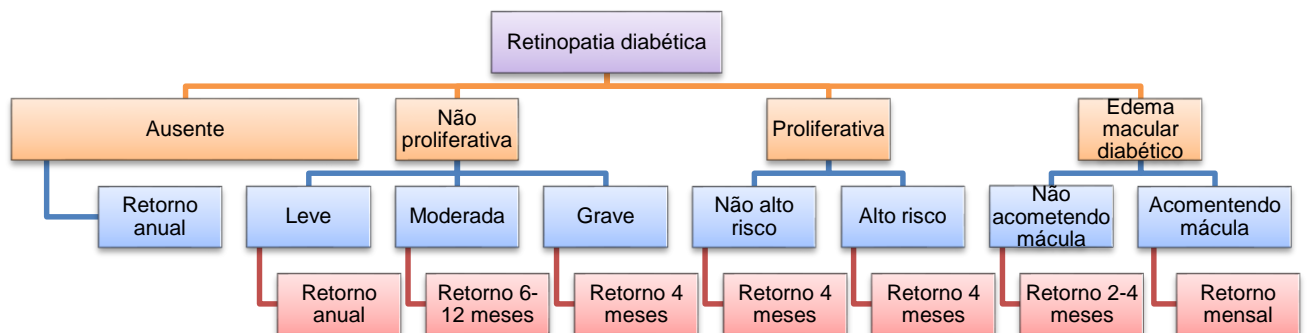 Retinopatia diabética
Ausente
Não
proliferativa
Proliferativa
Edema
macular
diabético
Retorno
anual
Leve
Moderada
Grave
Não alto
risco
Alto risco
Não
acometendo
mácula
Acomentendo
mácula
Retorno
anual
Retorno 6-
12 meses
Retorno 4
meses
Retorno 4
meses
Retorno 4
meses
Retorno 2-4
meses
Retorno
mensal